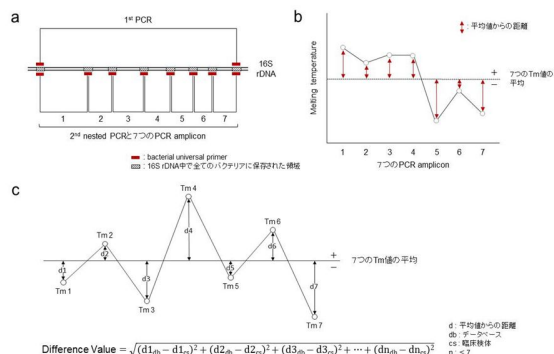 a
1st PCR
16S
rDNA
1 2 3 4 5 6 7
2nd nested PCRと7つのPCR amplicon
: bacterial universal primer
: 16S rDNA中で全てのバクテリアに保存された領域
b
: 平均値からの距離
Melting temperature
+
−
7つのTm値の
平均
1 2 3 4 5 6 7
7つのPCR amplicon
c
Tm 4
Tm 2
Tm 6
d1
d2
d3
d4
d5
d6
d7
+
−
7つのTm値の平均
Tm 1
Tm 3
Tm 5
Tm 7
d : 平均値からの距離
db : データベース
cs : 臨床検体
n : ≤ 7
Difference Value = √(d1db − d1cs)² + (d2db − d2cs)² + (d3db − d3cs)² + ⋯ + (dndb − dncs)²